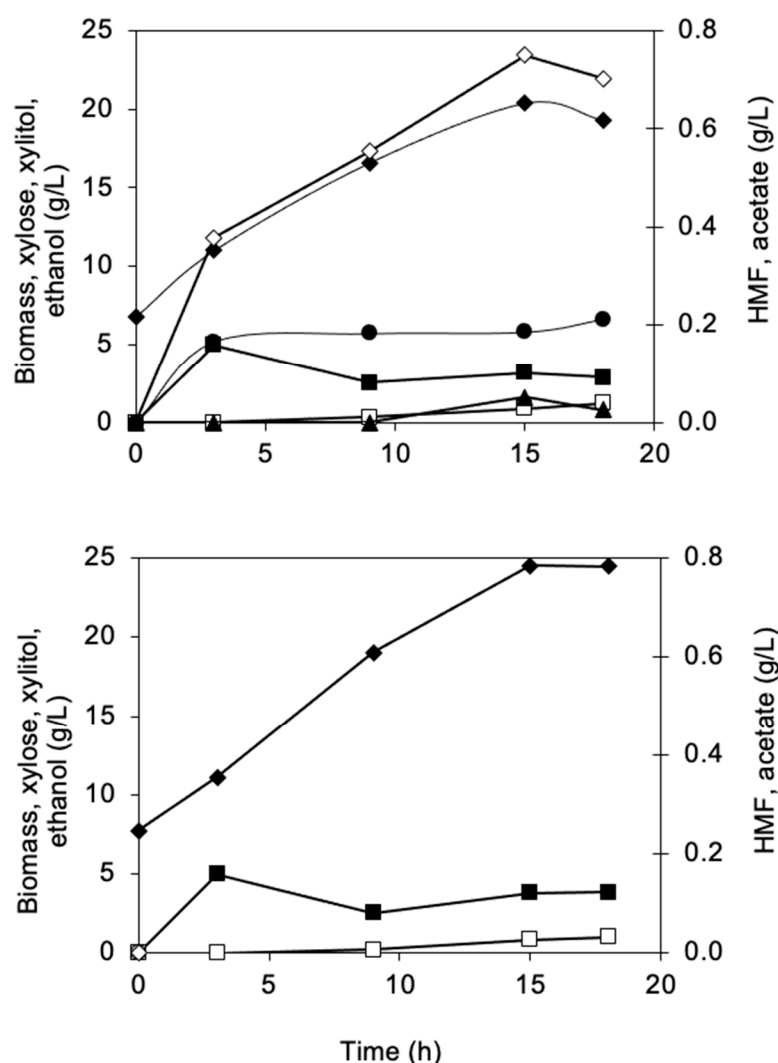 25
20
15
10
5
0
Biomass, xylose, xylitol,
ethanol (g/L)
0.8
0.6
0.4
0.2
0.0
HMF, acetate (g/L)
0 5 10 15 20
25
20
15
10
5
0
Biomass, xylose, xylitol,
ethanol (g/L)
0.8
0.6
0.4
0.2
0.0
HMF, acetate (g/L)
0 5 10 15 20
Time (h)